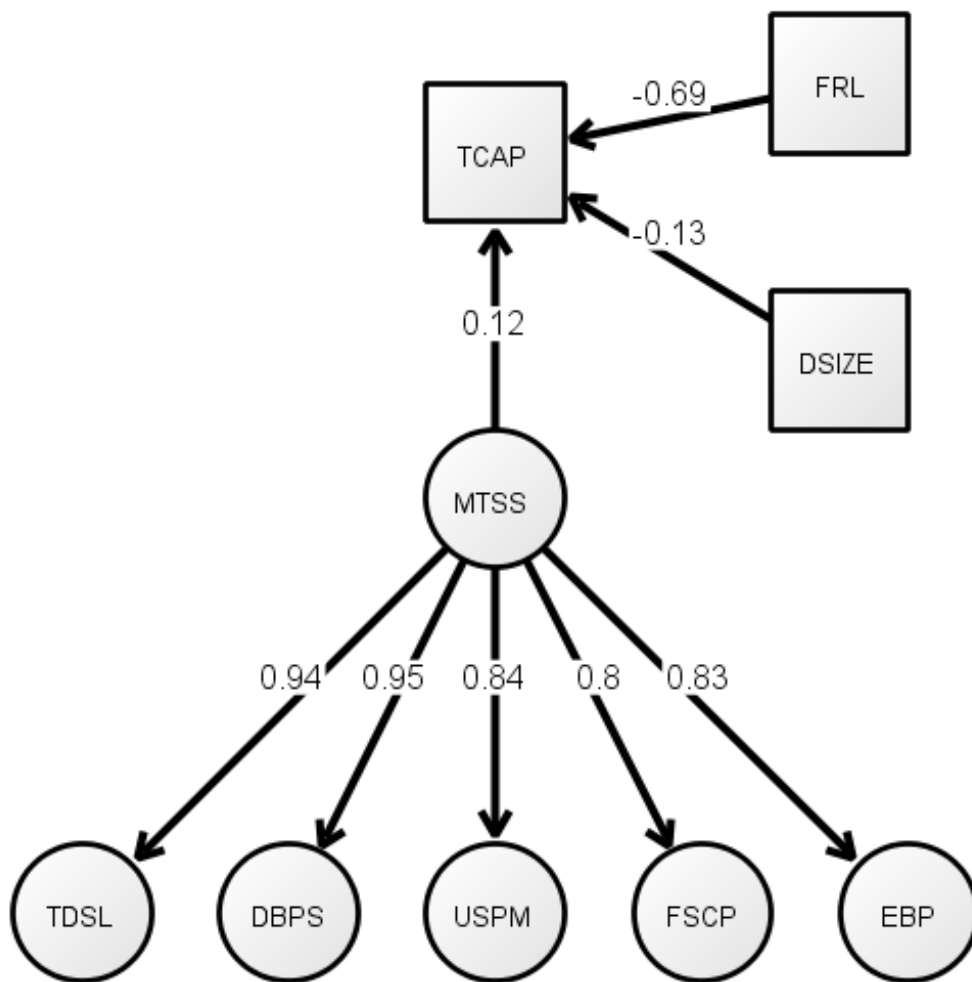 FRL
-0.69
TCAP
-0.13
0.12
DSIZE
MTSS
0.94 0.95 0.84 0.8 0.83
TDSL DBPS USPM FSCP EBP